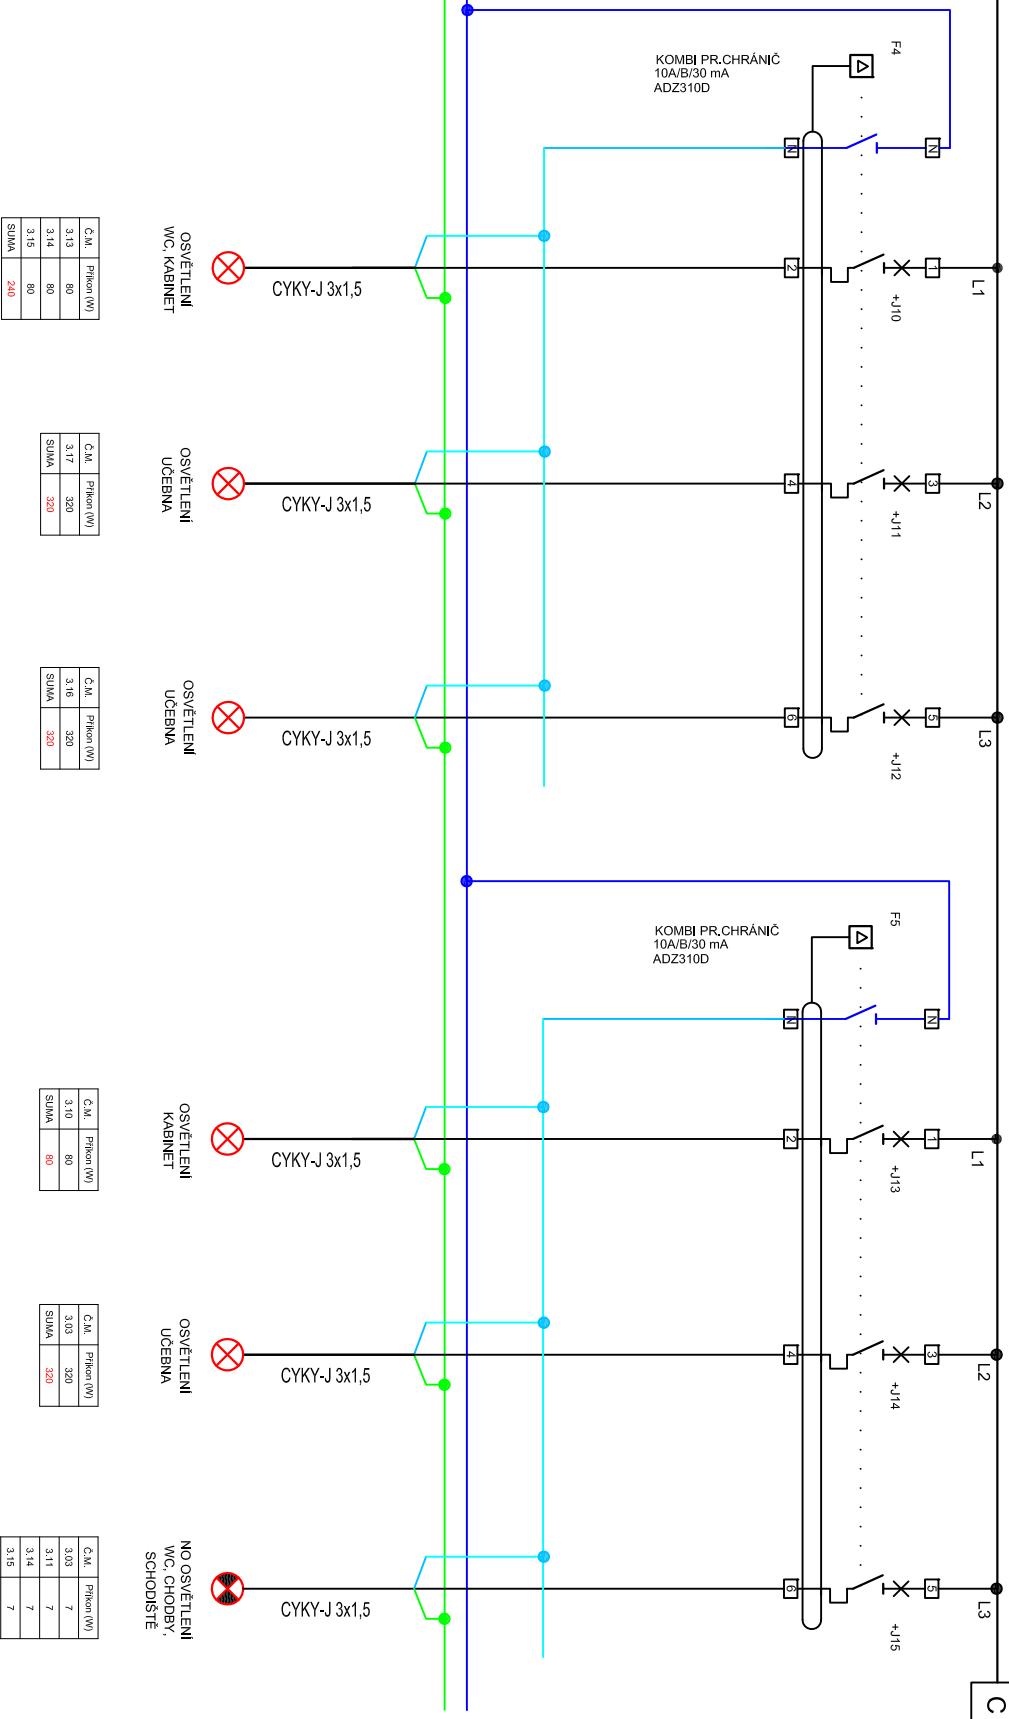 F4
KOMBI PR.CHRÁNIČ
10A/B/30 mA
ADZ310D
N
N
1
2
L1
+J10
CYKY-J 3x1,5
OSVĚTLENÍ
WC, KABINET
Č.M. Příkon (W)
3.13 80
3.14 80
3.15 80
SUMA 240
3
4
L2
+J11
CYKY-J 3x1,5
OSVĚTLENÍ
UČEBNA
Č.M. Příkon (W)
3.17 320
SUMA 320
5
6
L3
+J12
CYKY-J 3x1,5
OSVĚTLENÍ
UČEBNA
Č.M. Příkon (W)
3.16 320
SUMA 320
F5
KOMBI PR.CHRÁNIČ
10A/B/30 mA
ADZ310D
N
N
1
2
L1
+J13
CYKY-J 3x1,5
OSVĚTLENÍ
KABINET
Č.M. Příkon (W)
3.10 80
SUMA 80
3
4
L2
+J14
CYKY-J 3x1,5
OSVĚTLENÍ
UČEBNA
Č.M. Příkon (W)
3.03 320
SUMA 320
5
6
L3
+J15
CYKY-J 3x1,5
NO OSVĚTLENÍ
WC, CHODBY,
SCHODIŠTĚ
Č.M. Příkon (W)
3.03 7
3.11 7
3.14 7
3.15 7
C